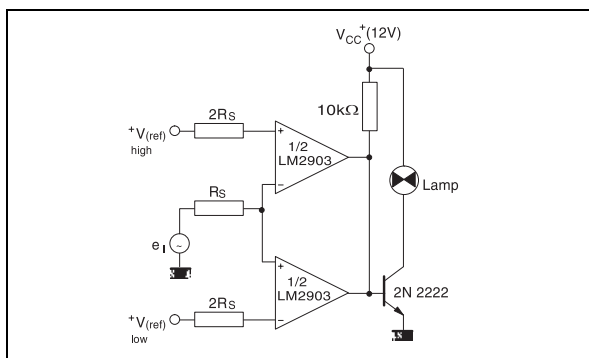 VCC+(12V)
10kΩ
2RS
+V(ref)
high
+
1/2
LM2903
−
Lamp
RS
eI
~
+
1/2
LM2903
−
2N 2222
2RS
+V(ref)
low